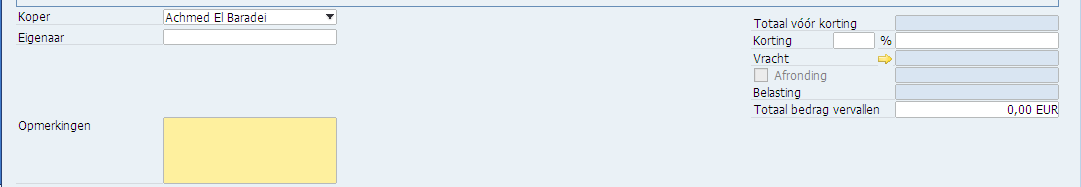 Koper Achmed El Baradei
Eigenaar
Opmerkingen
Totaal vóór korting
Korting %
Vracht
Afronding
Belasting
Totaal bedrag vervallen 0,00 EUR